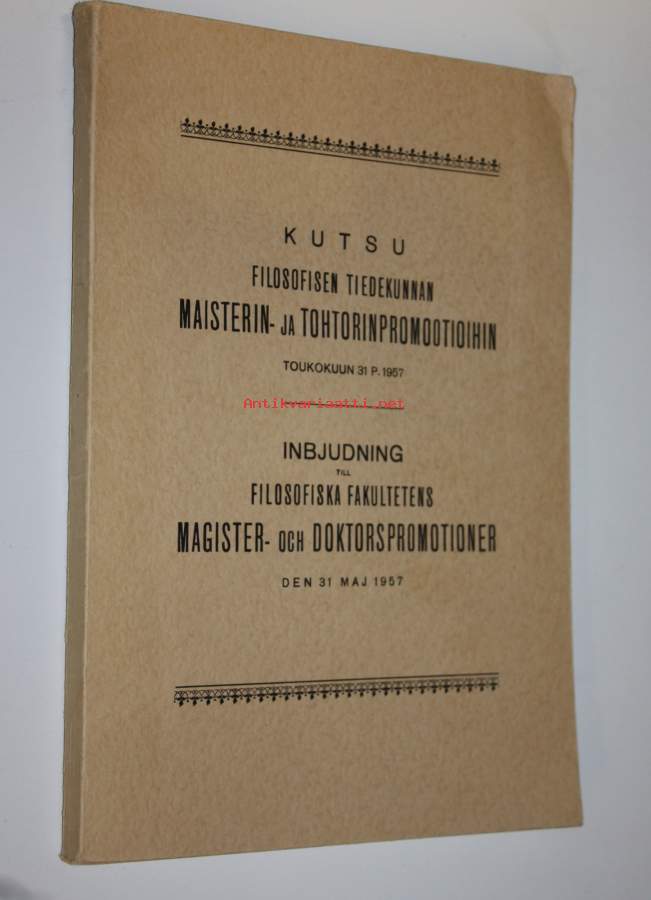 KUTSU
FILOSOFISEN TIEDEKUNNAN
MAISTERIN- JA TOHTORINPROMOOTIOIHIN
TOUKOKUUN 31 P. 1957
Antikvariaatti.net
INBJUDNING
TILL
FILOSOFISKA FAKULTETENS
MAGISTER- OCH DOKTORSPROMOTIONER
DEN 31 MAJ 1957